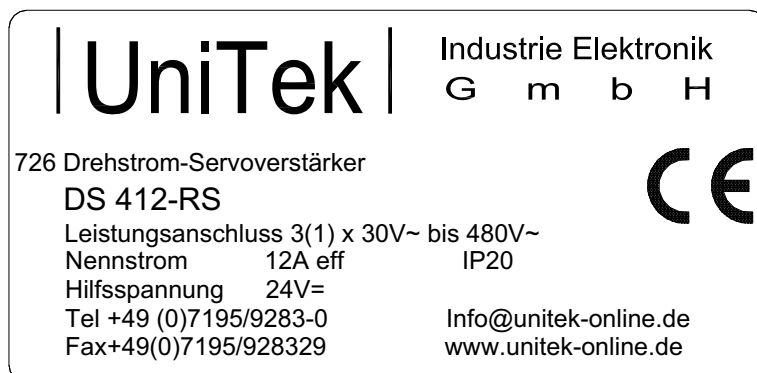 UniTek
Industrie Elektronik
G m b H
726 Drehstrom-Servoverstärker
CE
DS 412-RS
Leistungsanschluss 3(1) x 30V~ bis 480V~
Nennstrom 12A eff IP20
Hilfsspannung 24V=
Tel +49 (0)7195/9283-0 Info@unitek-online.de
Fax+49(0)7195/928329 www.unitek-online.de